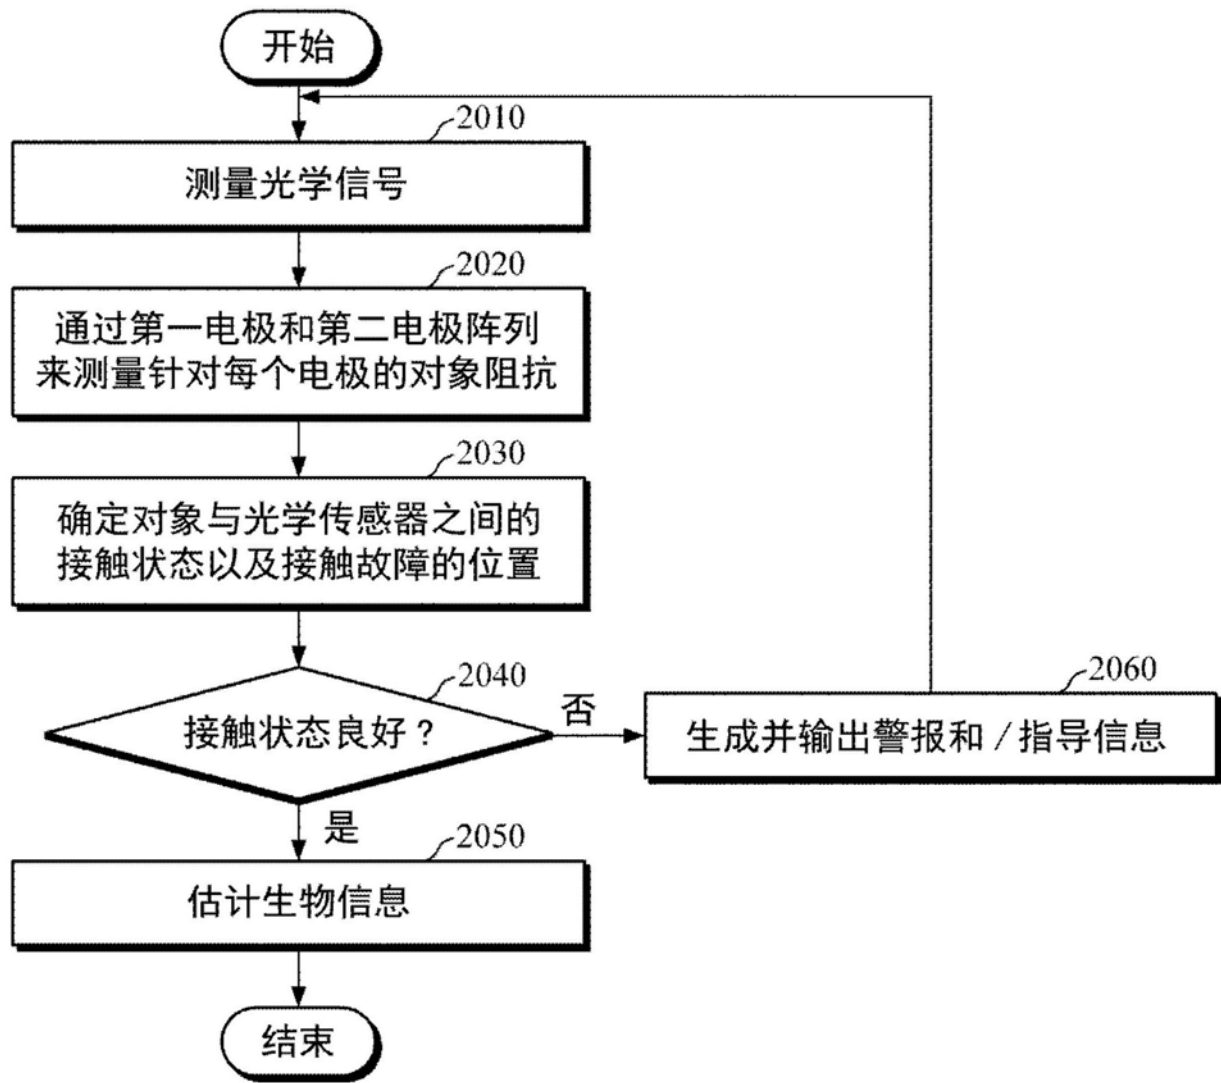 开始
2010
测量光学信号
2020
通过第一电极和第二电极阵列
来测量针对每个电极的对象阻抗
2030
确定对象与光学传感器之间的
接触状态以及接触故障的位置
2040
接触状态良好？
否
2060
生成并输出警报和／指导信息
是
2050
估计生物信息
结束